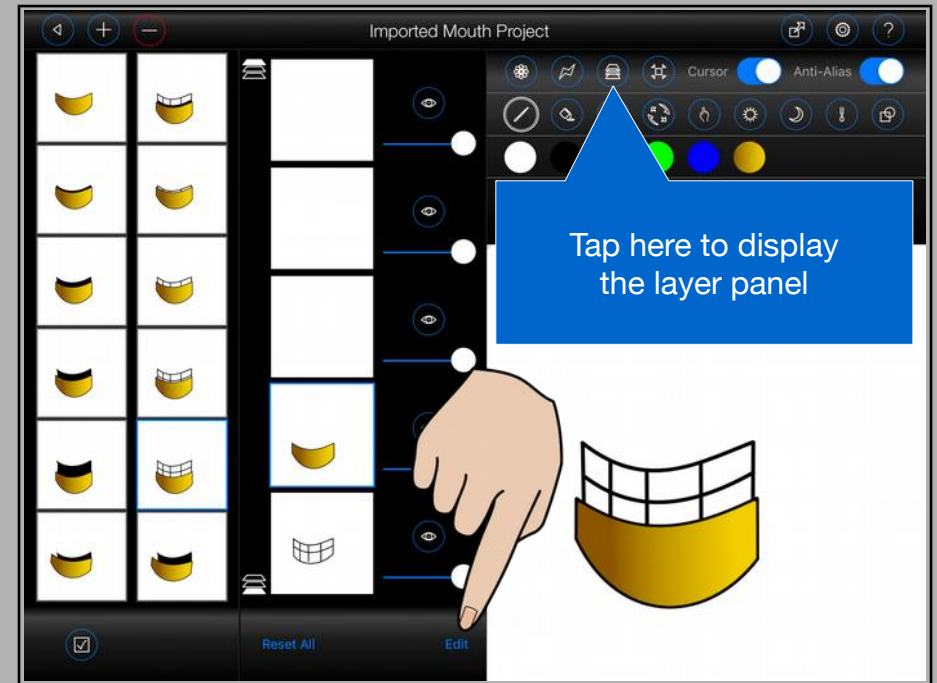 Imported Mouth Project
?
Cursor
Anti-Alias
Tap here to display
the layer panel
Reset All
Edit